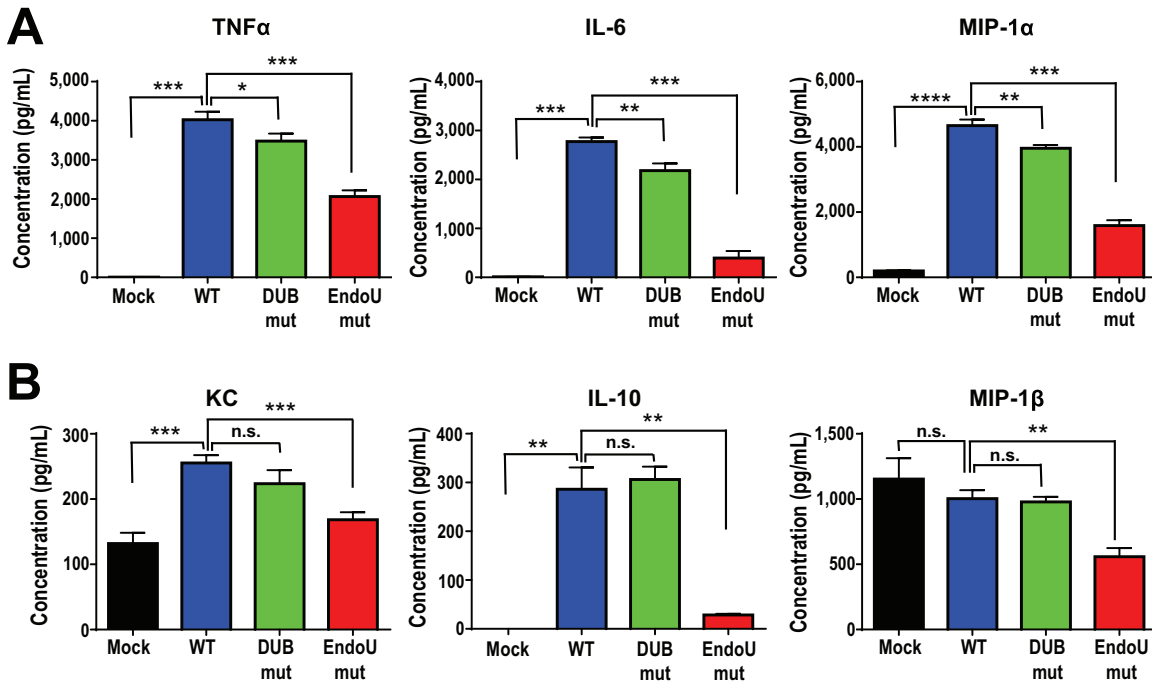 A
TNFα
IL-6
MIP-1α
Concentration (pg/mL)
5,000
4,000
3,000
2,000
1,000
0
***
*
***
Mock
WT
DUB
mut
EndoU
mut
Concentration (pg/mL)
4,000
3,000
2,000
1,000
0
***
**
***
Mock
WT
DUB
mut
EndoU
mut
Concentration (pg/mL)
6,000
4,000
2,000
0
****
**
***
Mock
WT
DUB
mut
EndoU
mut
B
KC
IL-10
MIP-1β
Concentration (pg/mL)
300
200
100
0
***
n.s.
***
Mock
WT
DUB
mut
EndoU
mut
Concentration (pg/mL)
400
300
200
100
0
**
n.s.
**
Mock
WT
DUB
mut
EndoU
mut
Concentration (pg/mL)
1,500
1,000
500
0
n.s.
n.s.
**
Mock
WT
DUB
mut
EndoU
mut